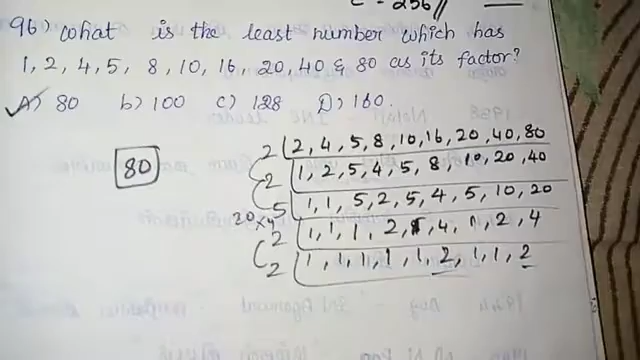 c - 256//
96) What is the least number which has
1, 2, 4, 5, 8, 10, 16, 20, 40 & 80 as its factor?
A) 80 b) 100 c) 128 D) 160.
2 | 2, 4, 5, 8, 10, 16, 20, 40, 80
80
2 | 1, 2, 5, 4, 5, 8, 10, 20, 40
5 | 1, 1, 5, 2, 5, 4, 5, 10, 20
20 x 4
2 | 1, 1, 1, 2, 1, 4, 1, 2, 4
2 | 1, 1, 1, 1, 1, 2, 1, 1, 2